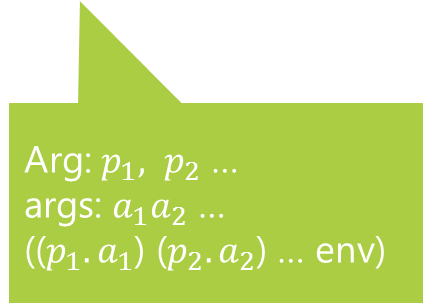 Arg: p₁, p₂ …
args: a₁a₂ …
((p₁. a₁) (p₂. a₂) … env)